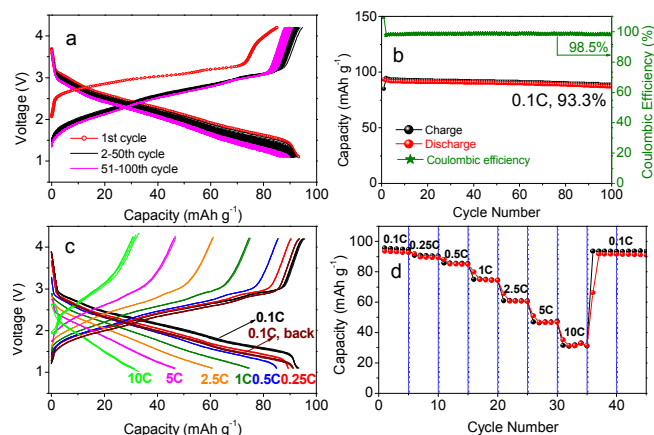 a
Voltage (V)
4
3
2
1
1st cycle
2-50th cycle
51-100th cycle
0 20 40 60 80 100
Capacity (mAh g⁻¹)
b
Capacity (mAh g⁻¹)
150
100
50
0
98.5%
0.1C, 93.3%
Charge
Discharge
Coulombic efficiency
100
80
60
40
20
0
Coulombic Efficiency (%)
0 20 40 60 80 100
Cycle Number
c
Voltage (V)
4
3
2
1
0.1C
0.1C, back
10C 5C 2.5C 1C 0.5C 0.25C
0 10 20 30 40 50 60 70 80 90 100
Capacity (mAh g⁻¹)
d
Capacity (mAh g⁻¹)
100
80
60
40
20
0
0.1C 0.25C 0.5C 1C 2.5C 5C 10C 0.1C
0 10 20 30 40
Cycle Number